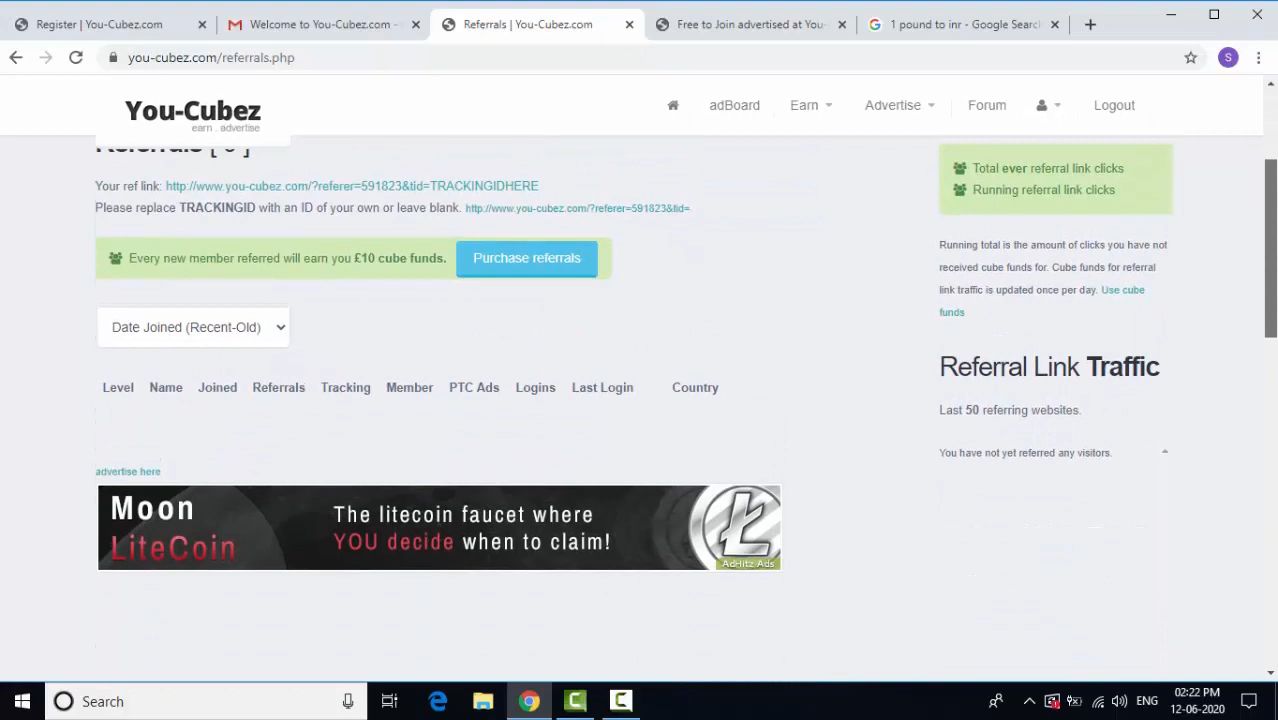 Register | You-Cubez.com
Welcome to You-Cubez.com -
Referrals | You-Cubez.com
Free to Join advertised at You-
1 pound to inr - Google Search
you-cubez.com/referrals.php
S
You-Cubez
earn . advertise
adBoard
Earn
Advertise
Forum
Logout
Referrals [ 0 ]
Your ref link: http://www.you-cubez.com/?referer=591823&tid=TRACKINGIDHERE
Please replace TRACKINGID with an ID of your own or leave blank. http://www.you-cubez.com/?referer=591823&tid=
Every new member referred will earn you £10 cube funds.
Purchase referrals
Date Joined (Recent-Old)
Level Name Joined Referrals Tracking Member PTC Ads Logins Last Login Country
advertise here
Moon
LiteCoin
The litecoin faucet where
YOU decide when to claim!
AdHitz Ads
Total ever referral link clicks
Running referral link clicks
Running total is the amount of clicks you have not
received cube funds for. Cube funds for referral
link traffic is updated once per day. Use cube
funds
Referral Link Traffic
Last 50 referring websites.
You have not yet referred any visitors.
Search
ENG
02:22 PM
12-06-2020